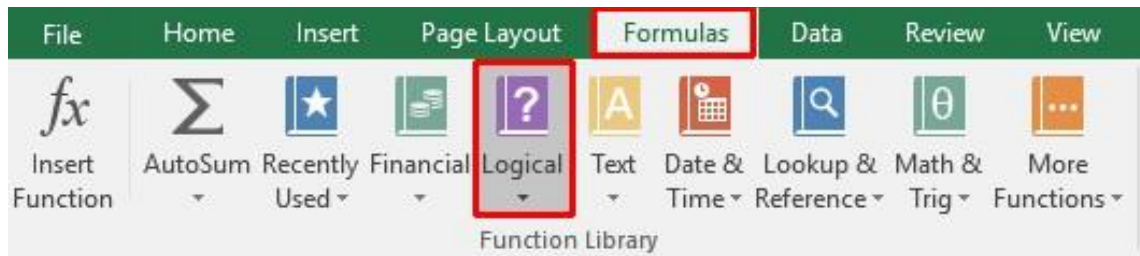 File Home Insert Page Layout Formulas Data Review View
fx Σ ? A θ ...
Insert AutoSum Recently Financial Logical Text Date & Lookup & Math & More
Function Used Time Reference Trig Functions
Function Library